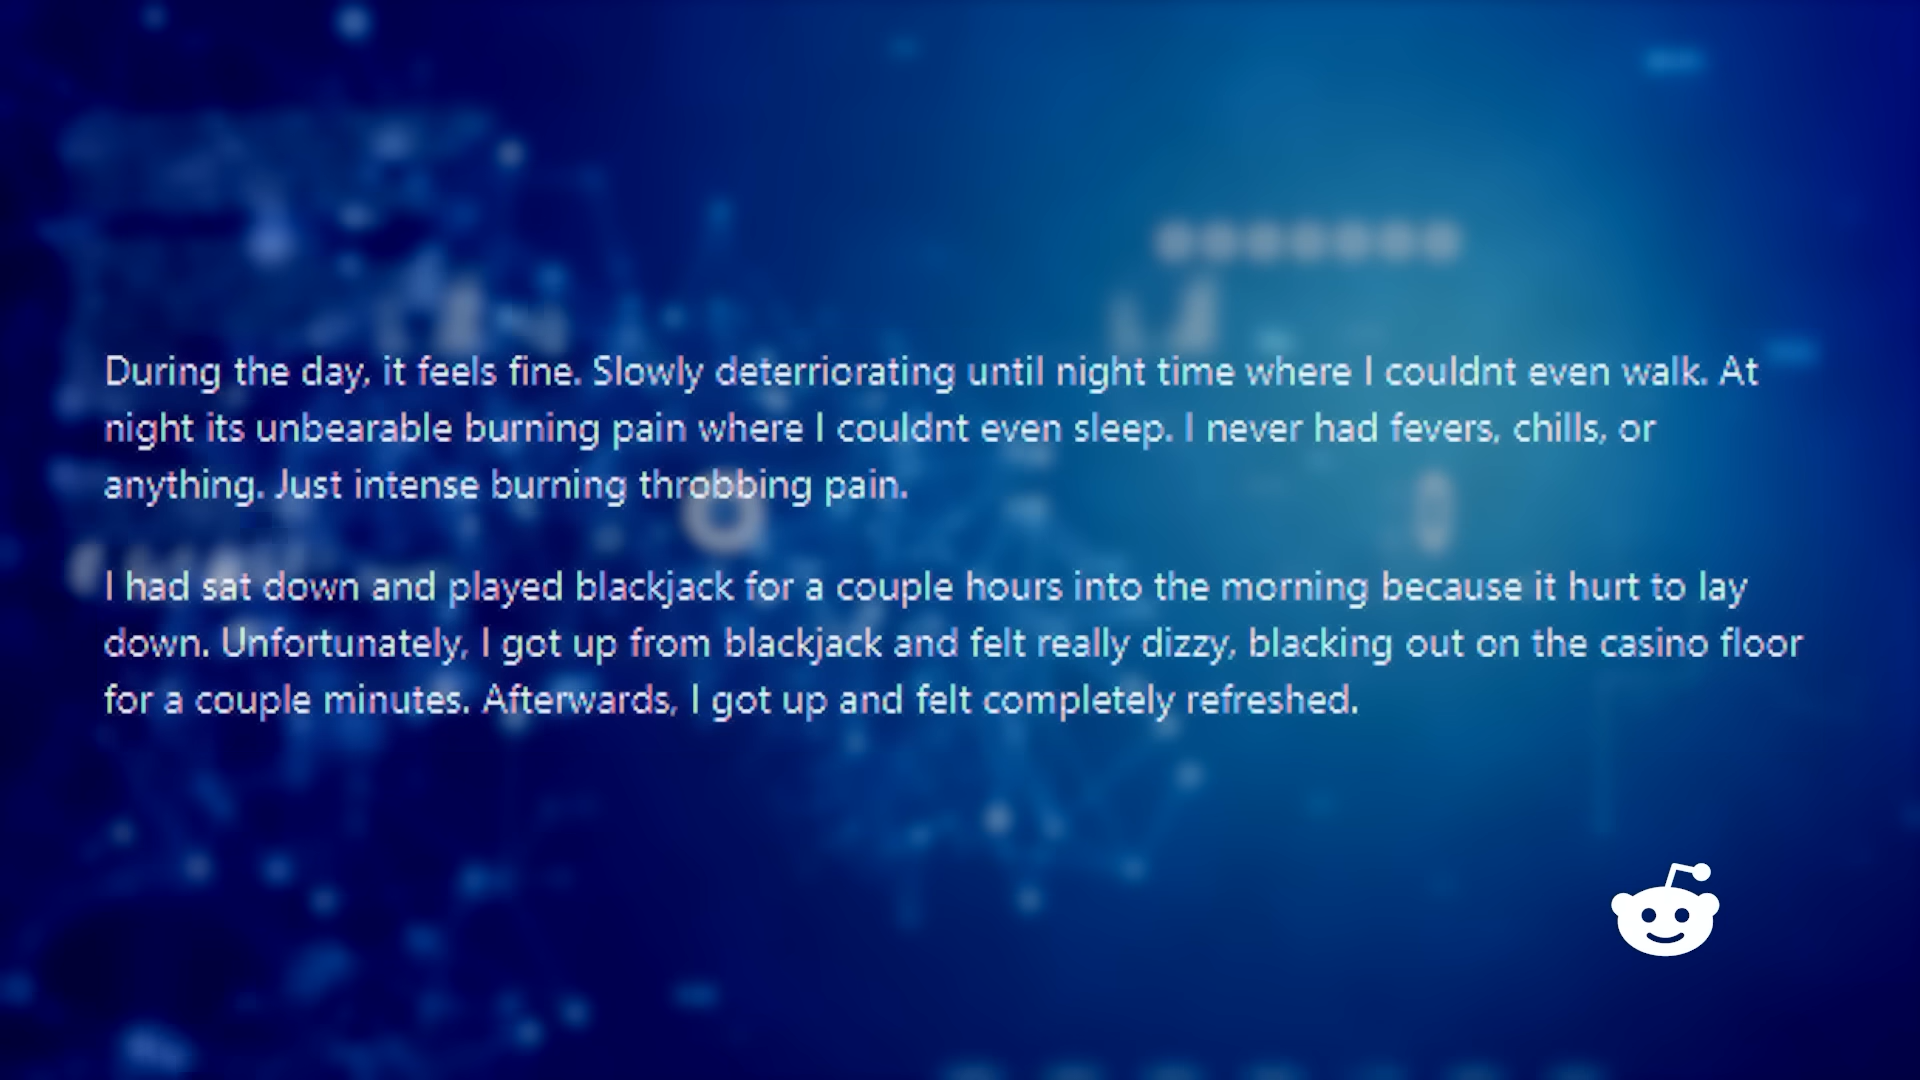 During the day, it feels fine. Slowly deterriorating until night time where I couldnt even walk. At
night its unbearable burning pain where I couldnt even sleep. I never had fevers, chills, or
anything. Just intense burning throbbing pain.
I had sat down and played blackjack for a couple hours into the morning because it hurt to lay
down. Unfortunately, I got up from blackjack and felt really dizzy, blacking out on the casino floor
for a couple minutes. Afterwards, I got up and felt completely refreshed.